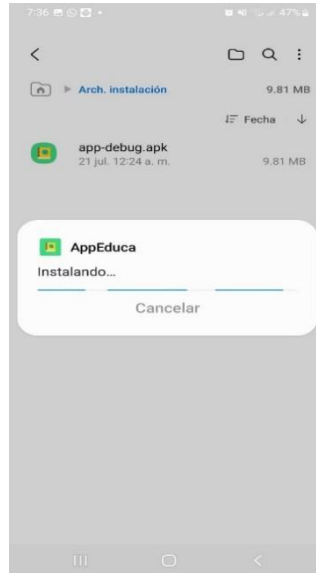 7:36
47%
Arch. instalación 9.81 MB
Fecha
app-debug.apk
21 jul. 12:24 a. m. 9.81 MB
AppEduca
Instalando...
Cancelar